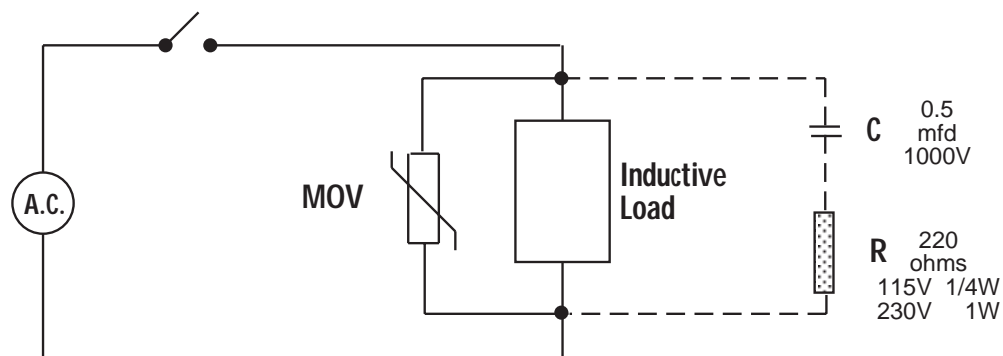 A.C.
MOV
Inductive
Load
C
0.5
mfd
1000V
R
220
ohms
115V 1/4W
230V 1W